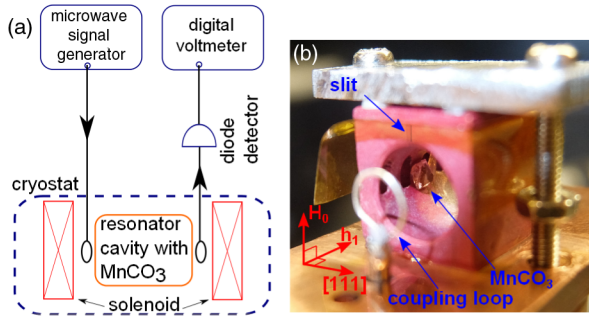 (a)
microwave
signal
generator
digital
voltmeter
diode
detector
cryostat
resonator
cavity with
MnCO3
solenoid
(b)
slit
H0
h1
[111]
MnCO3
coupling loop